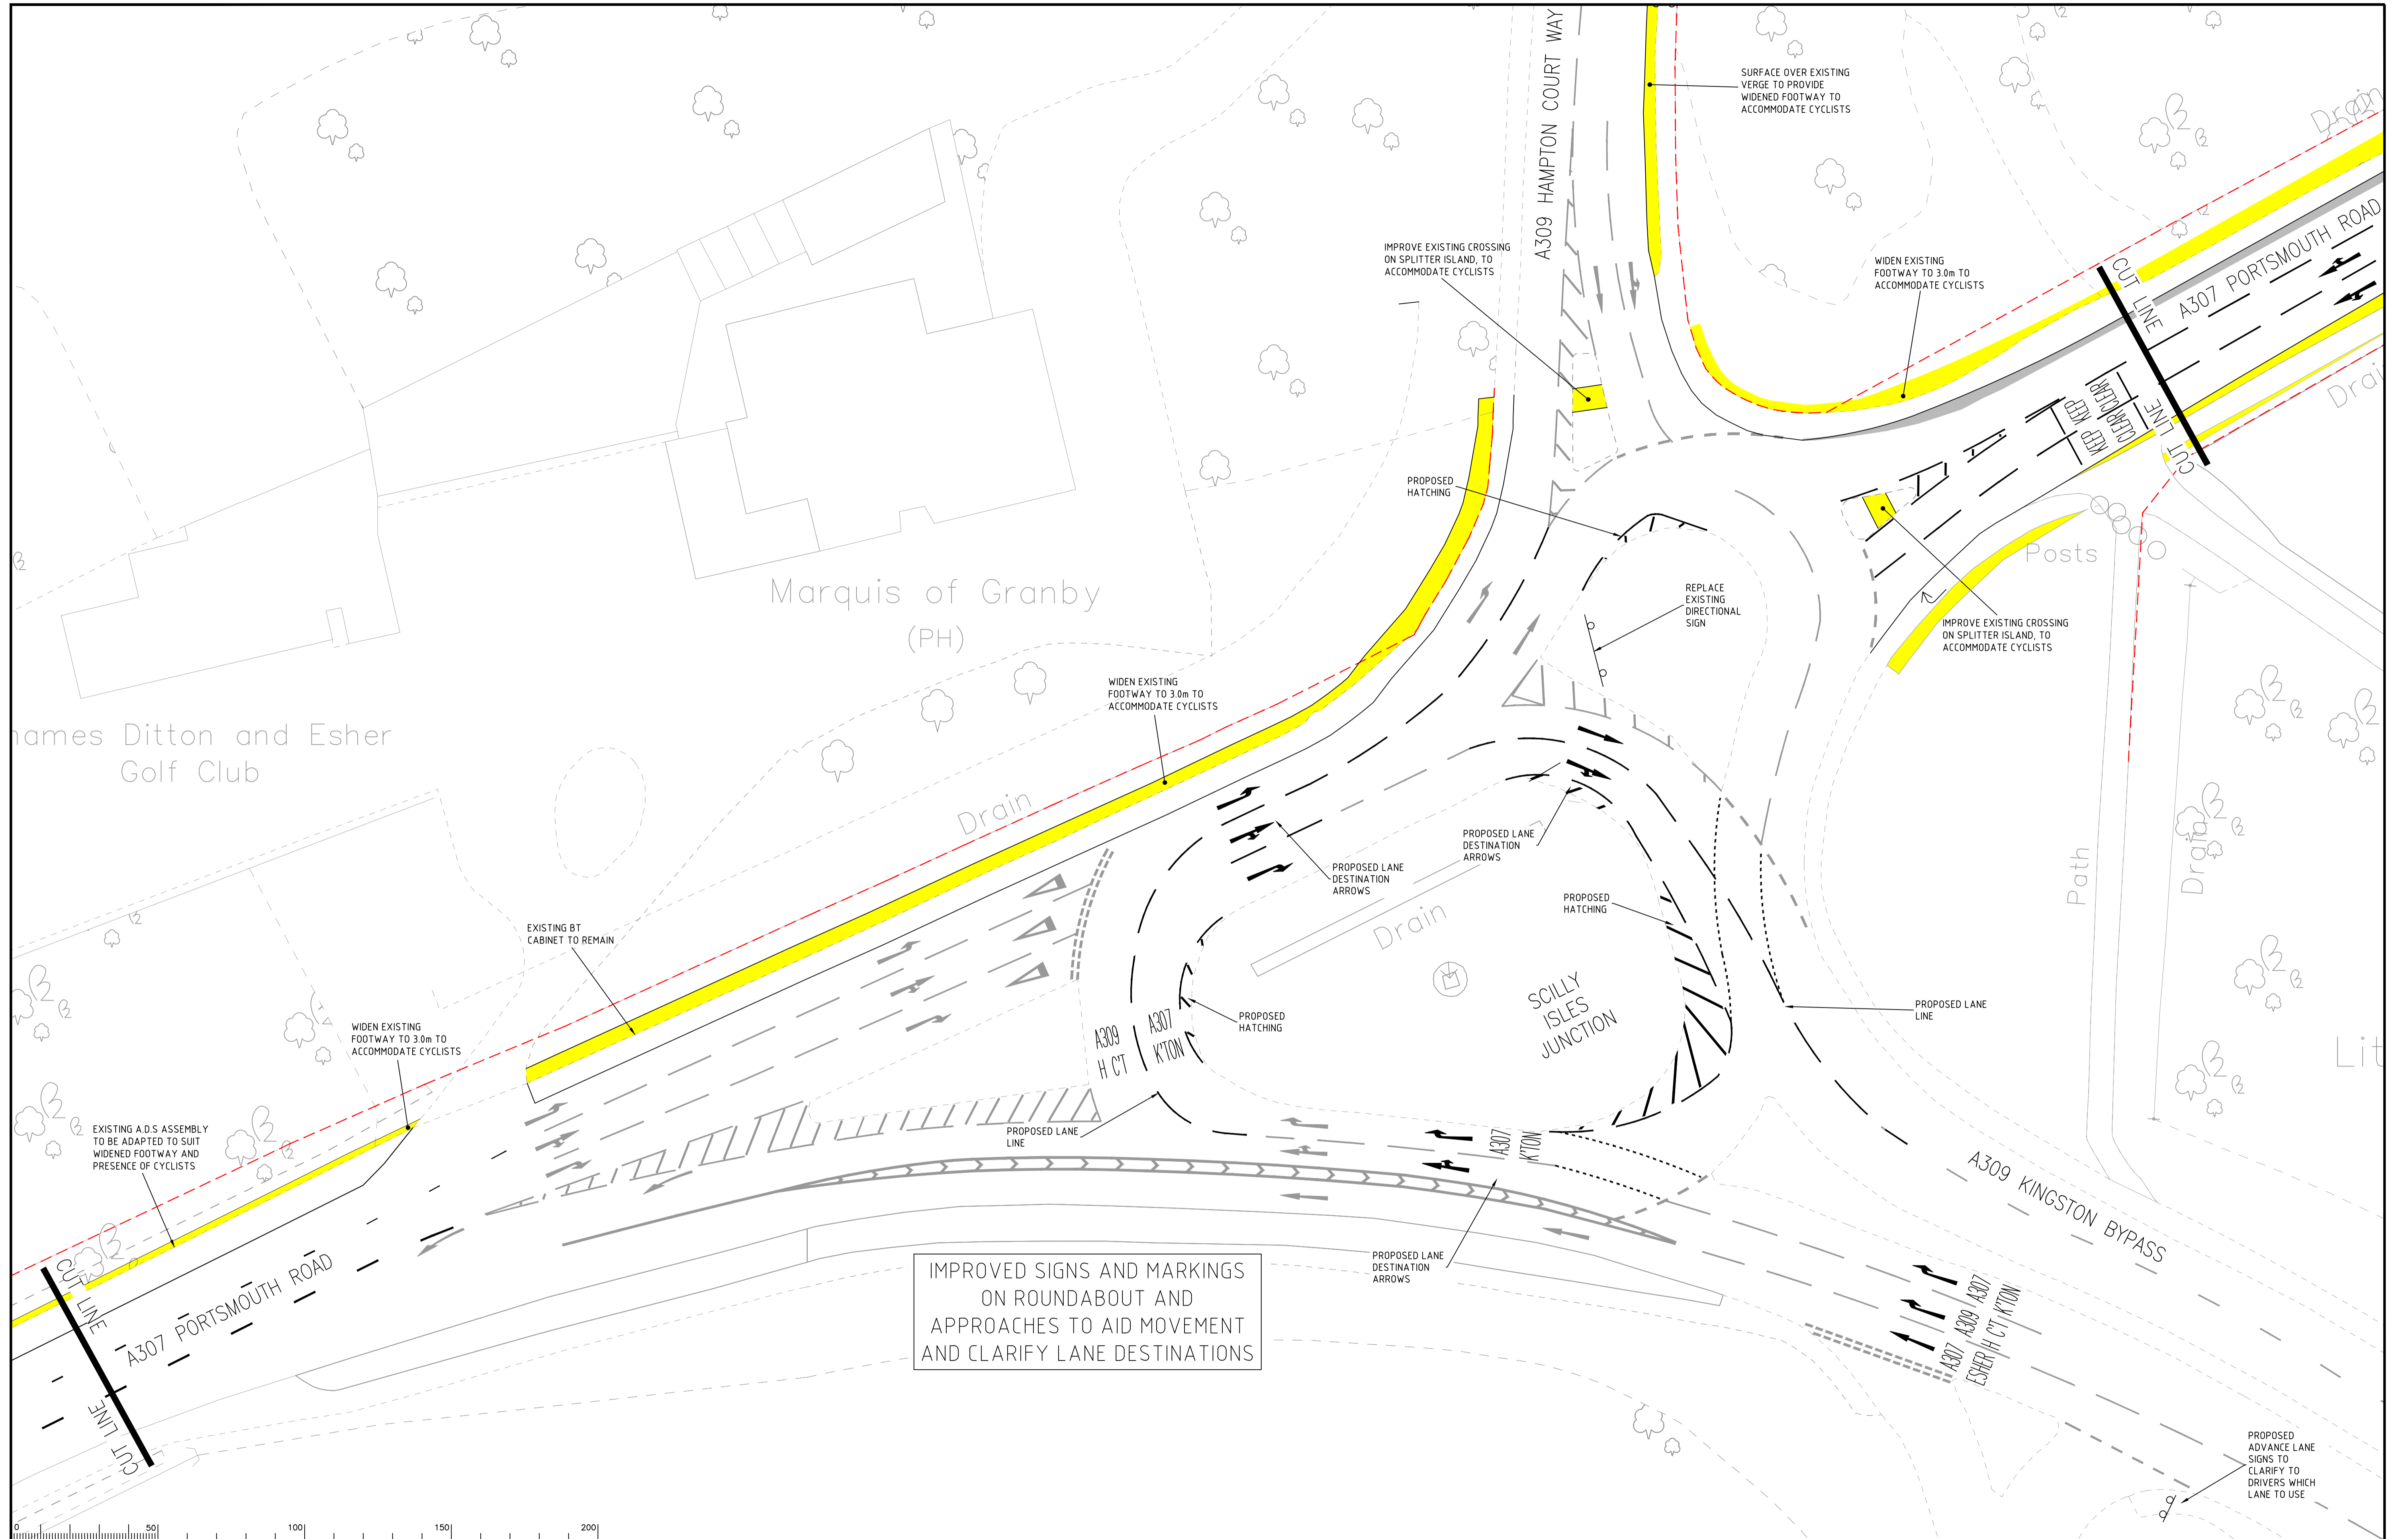 A309 HAMPTON COURT WAY
SURFACE OVER EXISTING
VERGE TO PROVIDE
WIDENED FOOTWAY TO
ACCOMMODATE CYCLISTS
Drain
IMPROVE EXISTING CROSSING
ON SPLITTER ISLAND, TO
ACCOMMODATE CYCLISTS
WIDEN EXISTING
FOOTWAY TO 3.0m TO
ACCOMMODATE CYCLISTS
CUT LINE
A307 PORTSMOUTH ROAD
KEEP
CLEAR
KEEP
CLEAR
CUT LINE
PROPOSED
HATCHING
Posts
REPLACE
EXISTING
DIRECTIONAL
SIGN
IMPROVE EXISTING CROSSING
ON SPLITTER ISLAND, TO
ACCOMMODATE CYCLISTS
Marquis of Granby
(PH)
WIDEN EXISTING
FOOTWAY TO 3.0m TO
ACCOMMODATE CYCLISTS
hames Ditton and Esher
Golf Club
Drain
PROPOSED LANE
DESTINATION
ARROWS
PROPOSED LANE
DESTINATION
ARROWS
PROPOSED
HATCHING
Drain
Path
Drain
EXISTING BT
CABINET TO REMAIN
SCILLY
ISLES
JUNCTION
PROPOSED LANE
LINE
PROPOSED
HATCHING
A309
H C'T
A307
K'TON
WIDEN EXISTING
FOOTWAY TO 3.0m TO
ACCOMMODATE CYCLISTS
Lit
EXISTING A.D.S ASSEMBLY
TO BE ADAPTED TO SUIT
WIDENED FOOTWAY AND
PRESENCE OF CYCLISTS
PROPOSED LANE
LINE
A307
K'TON
A309 KINGSTON BYPASS
PROPOSED LANE
DESTINATION
ARROWS
IMPROVED SIGNS AND MARKINGS
ON ROUNDABOUT AND
APPROACHES TO AID MOVEMENT
AND CLARIFY LANE DESTINATIONS
A307 A309 A307
ESHER H C'T K'TON
CUT LINE
A307 PORTSMOUTH ROAD
CUT LINE
PROPOSED
ADVANCE LANE
SIGNS TO
CLARIFY TO
DRIVERS WHICH
LANE TO USE
0 50 100 150 200